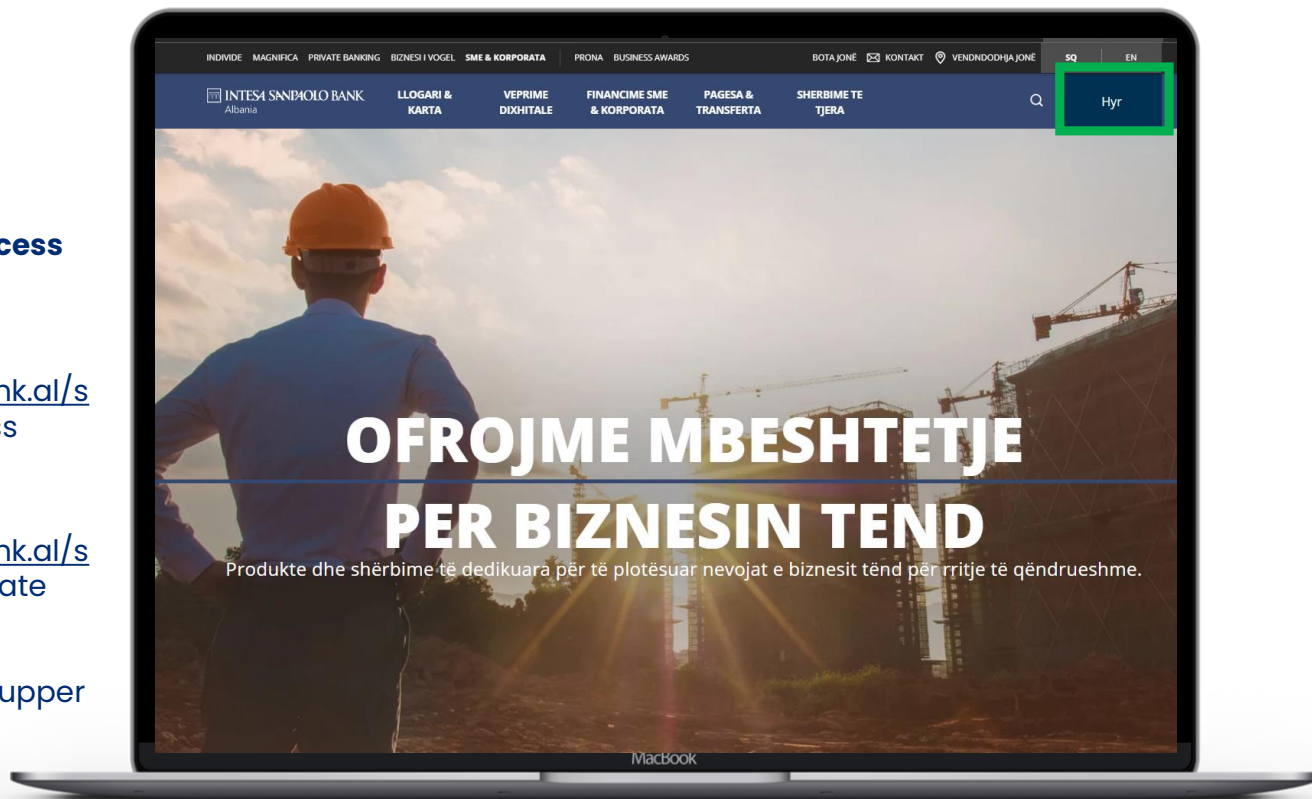 cess
nk.al/s
ss
nk.al/s
ate
upper
INDIVIDE MAGNIFICA PRIVATE BANKING BIZNESI I VOGEL SME & KORPORATA PRONA BUSINESS AWARDS BOTA JONË KONTAKT VENDNDODHJA JONË SQ EN
INTESA SANPAOLO BANK
Albania
LLOGARI &
KARTA
VEPRIME
DIXHITALE
FINANCIME SME
& KORPORATA
PAGESA &
TRANSFERTA
SHERBIME TE
TJERA
Hyr
OFROJME MBESHTETJE
PER BIZNESIN TEND
Produkte dhe shërbime të dedikuara për të plotësuar nevojat e biznesit tënd për rritje të qëndrueshme.
MacBook